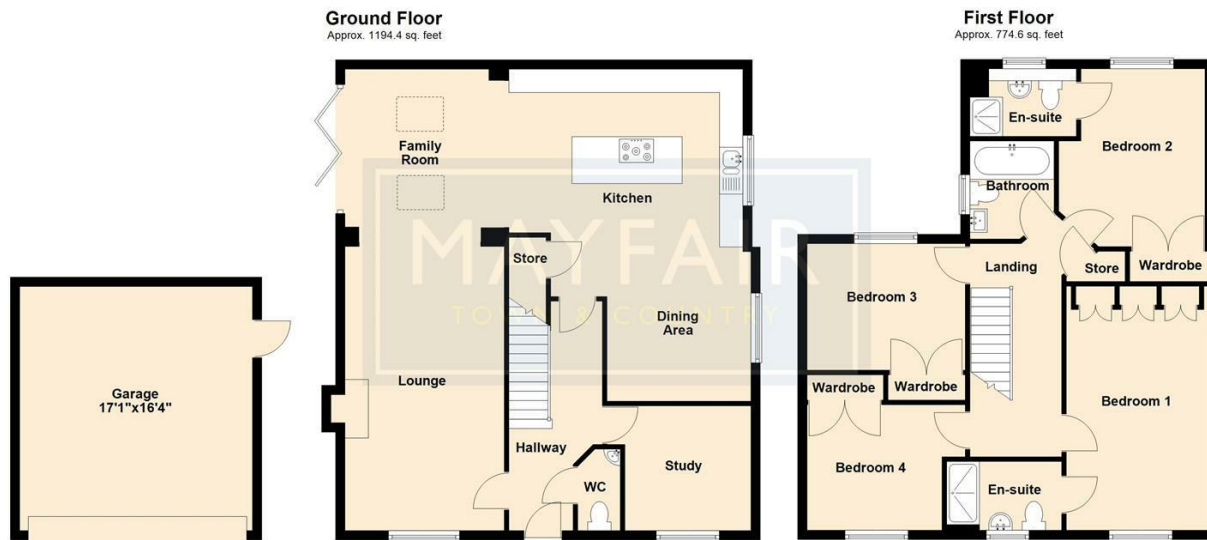 Ground Floor
Approx. 1194.4 sq. feet
First Floor
Approx. 774.6 sq. feet
Family
Room
Kitchen
Store
Dining
Area
Lounge
Hallway
WC
Study
Garage
17'1"x16'4"
En-suite
Bedroom 2
Bathroom
Landing
Store
Wardrobe
Bedroom 3
Wardrobe
Wardrobe
Bedroom 1
Bedroom 4
En-suite
MAYFAIR
TOWN & COUNTRY